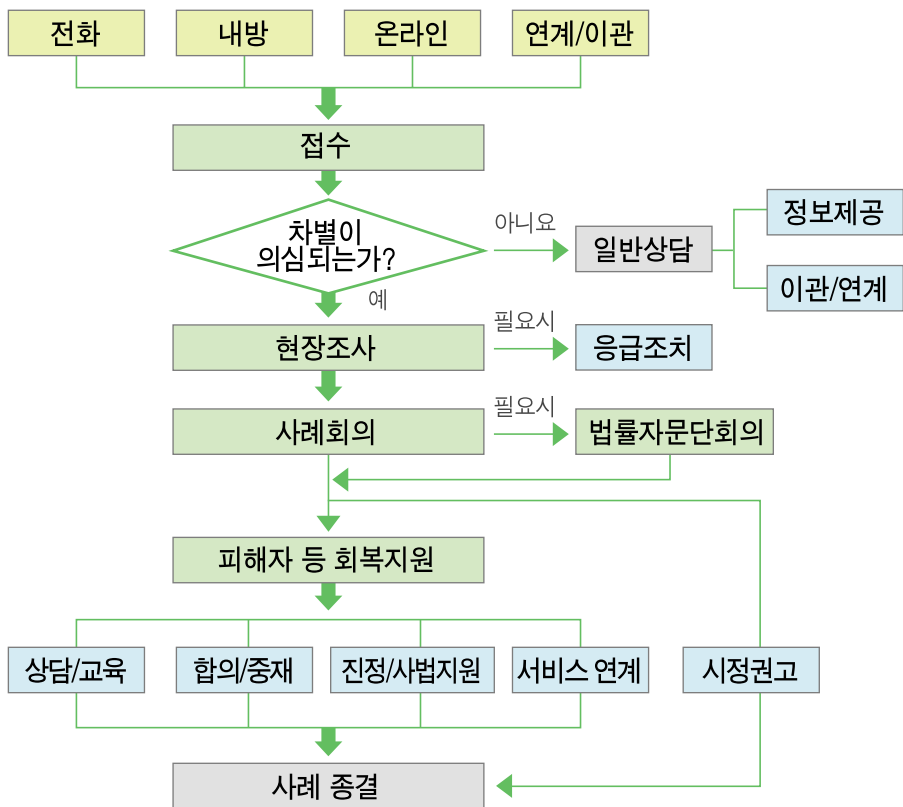 전화
내방
온라인
연계/이관
접수
차별이
의심되는가?
아니요
일반상담
정보제공
이관/연계
예
현장조사
필요시
응급조치
사례회의
필요시
법률자문단회의
피해자 등 회복지원
상담/교육
합의/중재
진정/사법지원
서비스 연계
시정권고
사례 종결